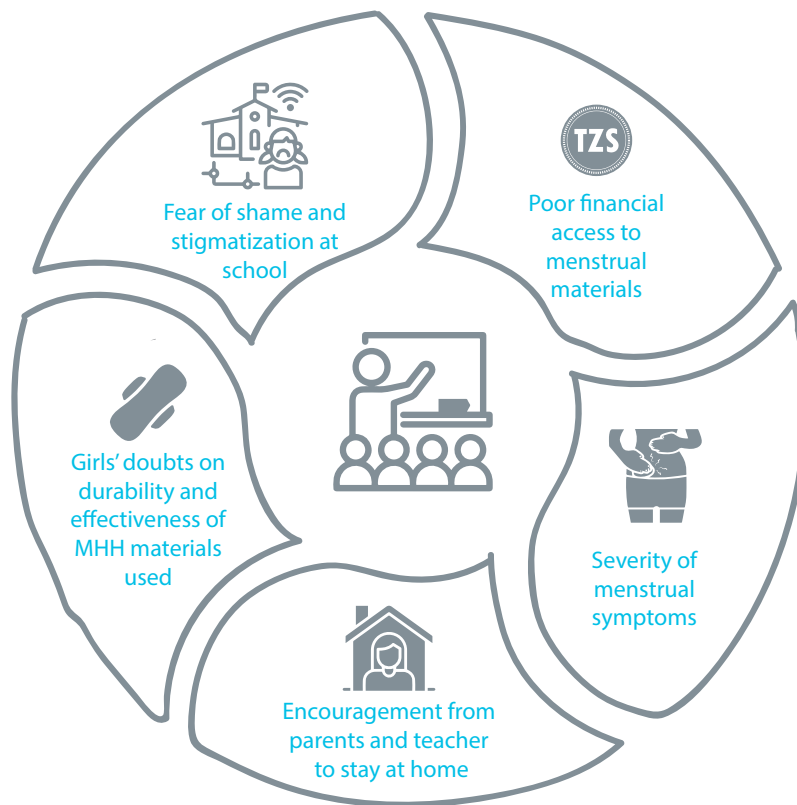 Fear of shame and
stigmatization at
school
TZS
Poor financial
access to
menstrual
materials
Girls' doubts on
durability and
effectiveness of
MHH materials
used
Severity of
menstrual
symptoms
Encouragement from
parents and teacher
to stay at home